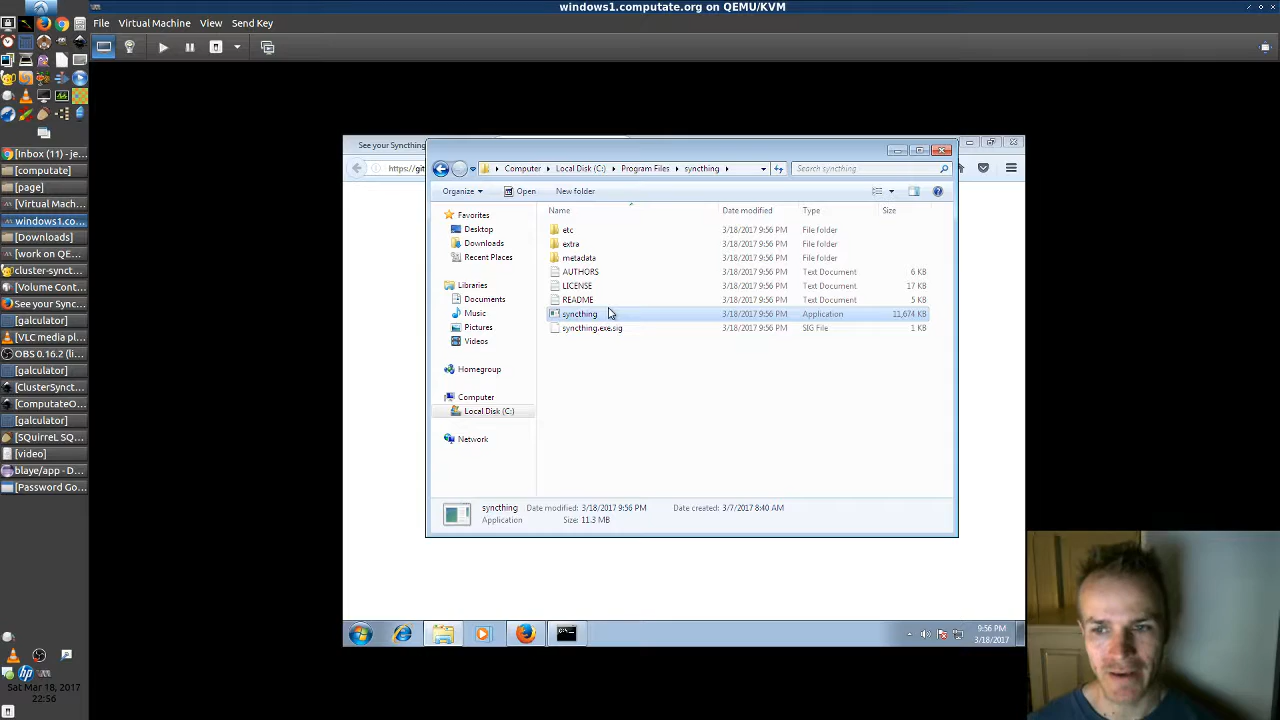 windows1.computate.org on QEMU/KVM
File Virtual Machine View Send Key
[Inbox (11) - je...
[computate]
[page]
[Virtual Mach...
windows1.co...
[Downloads]
[work on QE...
cluster-synct...
[Volume Cont...
See your Syn...
[galculator]
[VLC media pl...
OBS 0.16.2 (li...
[galculator]
[ClusterSynct...
[ComputateO...
[galculator]
[SQuirreL SQ...
[video]
blaye/app - D...
[Password Go...
hp
Sat Mar 18, 2017
22:56
See your Syncthing
https://git
Computer Local Disk (C:) Program Files syncthing Search syncthing
Organize Open New folder
Favorites
Desktop
Downloads
Recent Places
Libraries
Documents
Music
Pictures
Videos
Homegroup
Computer
Local Disk (C:)
Network
Name Date modified Type Size
etc 3/18/2017 9:56 PM File folder
extra 3/18/2017 9:56 PM File folder
metadata 3/18/2017 9:56 PM File folder
AUTHORS 3/18/2017 9:56 PM Text Document 6 KB
LICENSE 3/18/2017 9:56 PM Text Document 17 KB
README 3/18/2017 9:56 PM Text Document 5 KB
syncthing 3/18/2017 9:56 PM Application 11,674 KB
syncthing.exe.sig 3/18/2017 9:56 PM SIG File 1 KB
syncthing Date modified: 3/18/2017 9:56 PM Date created: 3/7/2017 8:40 AM
Application Size: 11.3 MB
9:56 PM
3/18/2017